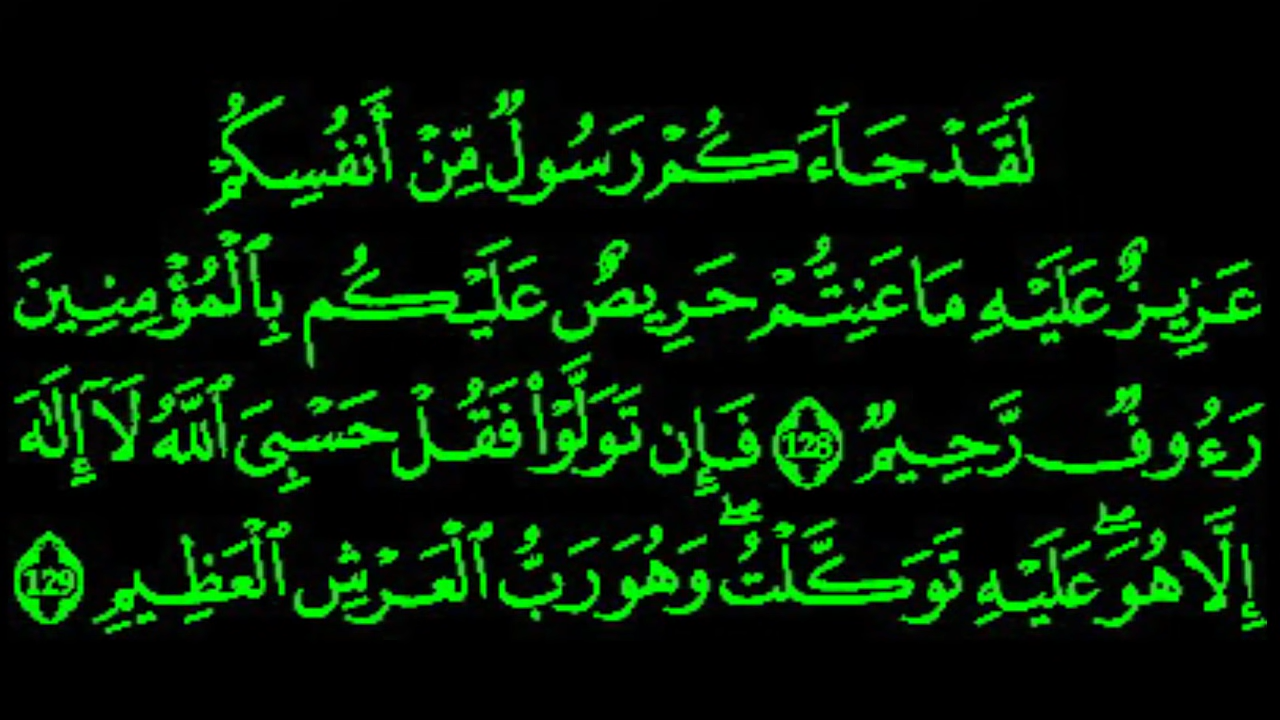 لَقَدْ جَآءَكُمْ رَسُولٌ مِّنْ أَنفُسِكُمْ
عَزِيزٌ عَلَيْهِ مَا عَنِتُّمْ حَرِيصٌ عَلَيْكُم بِٱلْمُؤْمِنِينَ
رَءُوفٌ رَّحِيمٌ 128 فَإِن تَوَلَّوْا۟ فَقُلْ حَسْبِىَ ٱللَّهُ لَآ إِلَٰهَ
إِلَّا هُوَ ۖ عَلَيْهِ تَوَكَّلْتُ ۖ وَهُوَ رَبُّ ٱلْعَرْشِ ٱلْعَظِيمِ 129